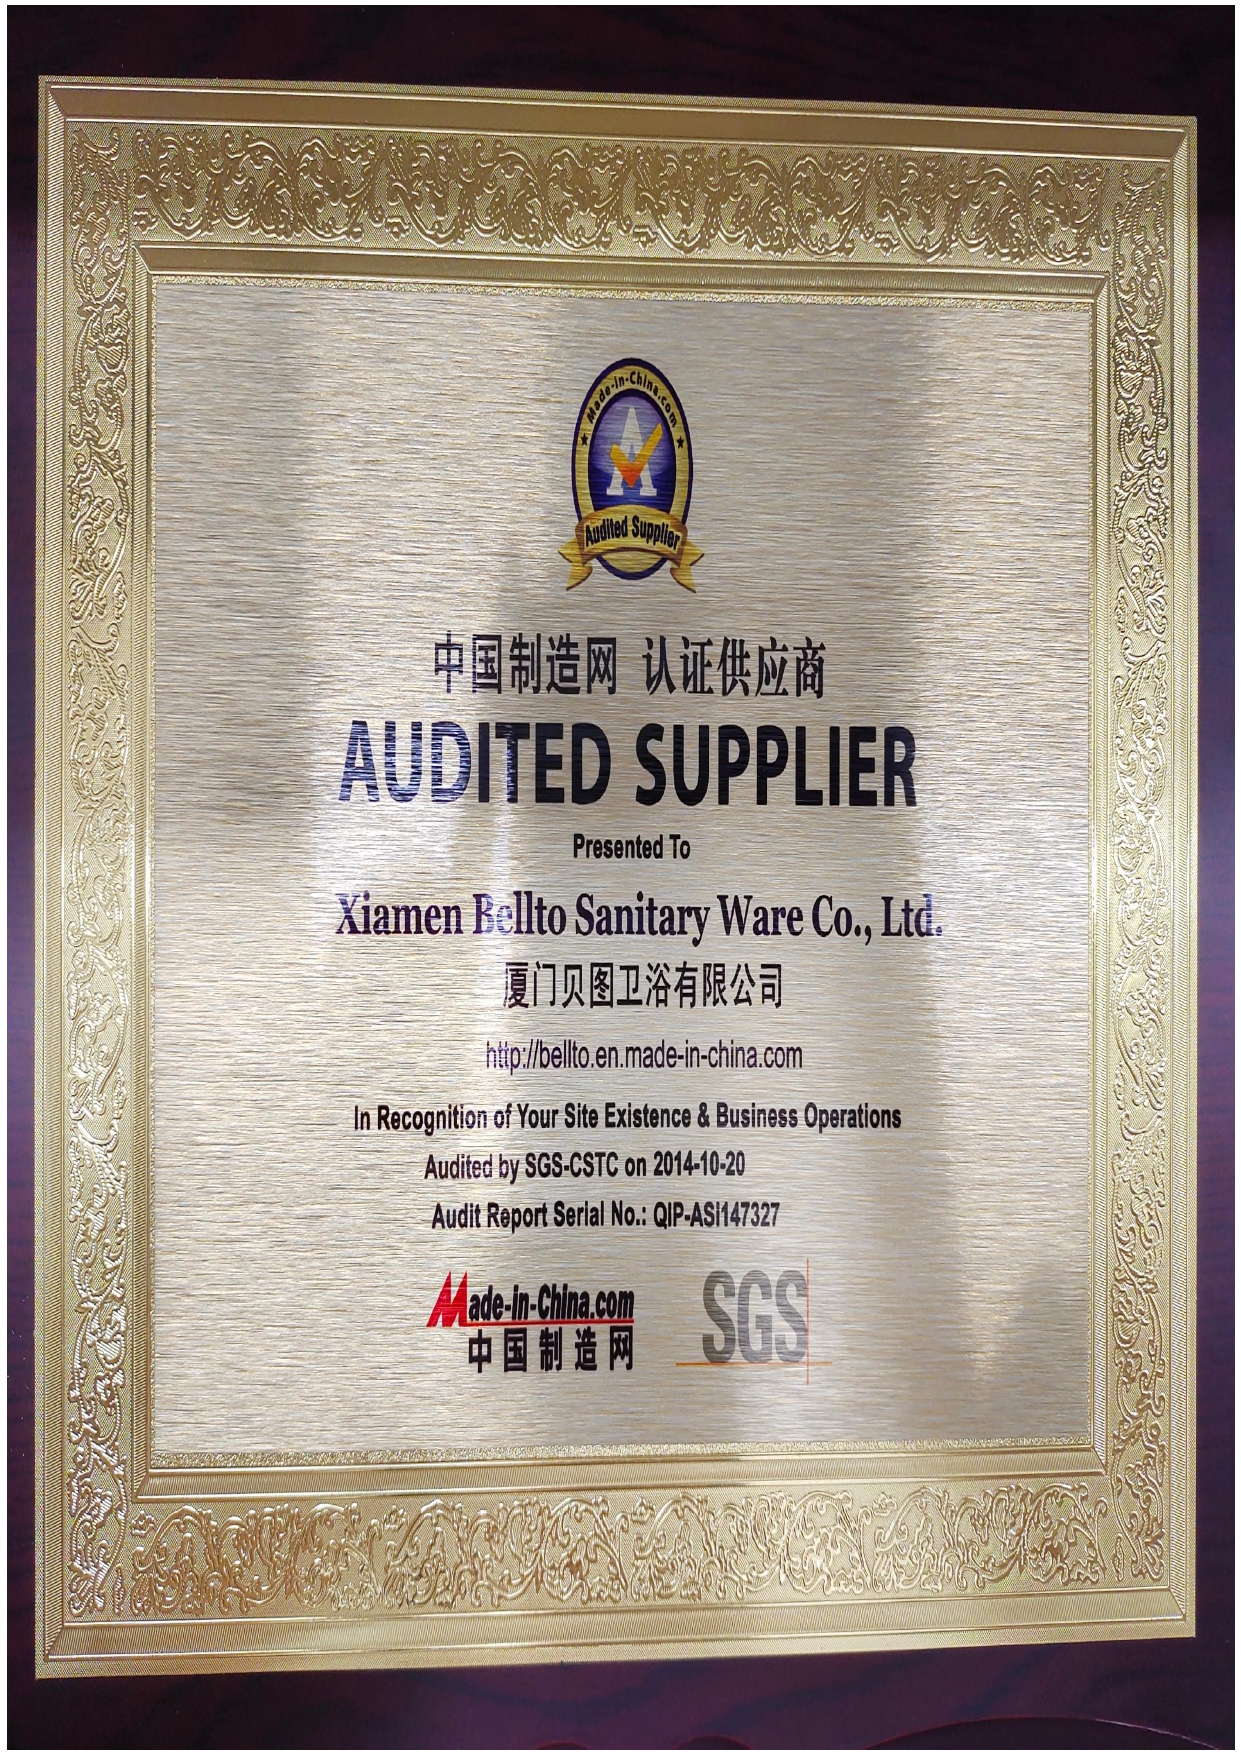 Made-in-China.com
Audited Supplier
中国制造网 认证供应商
AUDITED SUPPLIER
Presented To
Xiamen Bellto Sanitary Ware Co., Ltd.
厦门贝图卫浴有限公司
http://bellto.en.made-in-china.com
In Recognition of Your Site Existence & Business Operations
Audited by SGS-CSTC on 2014-10-20
Audit Report Serial No.: QIP-ASI147327
Made-in-China.com
中国制造网
SGS